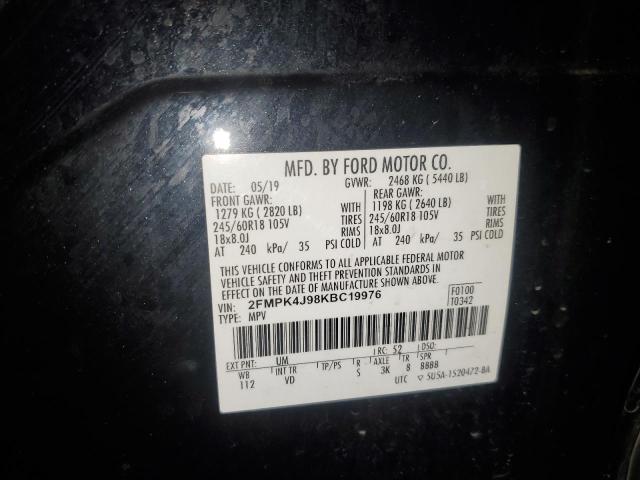 MFD. BY FORD MOTOR CO.
DATE: 05/19 GVWR: 2468 KG ( 5440 LB)
FRONT GAWR: REAR GAWR:
1279 KG ( 2820 LB) WITH 1198 KG ( 2640 LB) WITH
245/60R18 105V TIRES 245/60R18 105V TIRES
18x8.0J RIMS 18x8.0J RIMS
AT 240 kPa/ 35 PSI COLD AT 240 kPa/ 35 PSI COLD
THIS VEHICLE CONFORMS TO ALL APPLICABLE FEDERAL MOTOR
VEHICLE SAFETY AND THEFT PREVENTION STANDARDS IN
EFFECT ON THE DATE OF MANUFACTURE SHOWN ABOVE.
VIN: 2FMPK4J98KBC19976 F0100
TYPE: MPV T0342
EXT PNT: UM RC: 52 DSO:
WB INT TR TP/PS R AXLE TR SPR
112 VD S 3K 8 8888
UTC ▽ 5U5A-1520472-BA